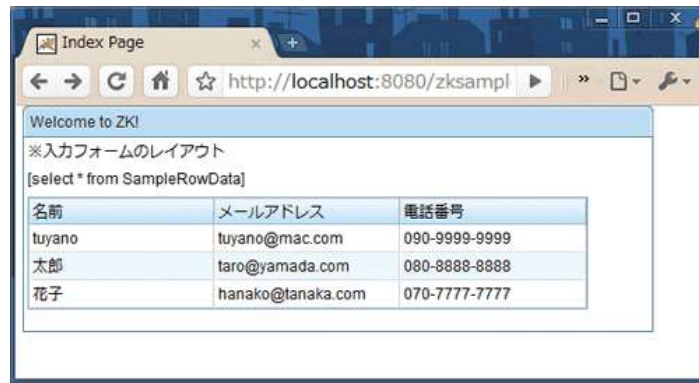 Index Page
http://localhost:8080/zksampl
Welcome to ZK!
※入力フォームのレイアウト
[select * from SampleRowData]
名前 メールアドレス 電話番号
tuyano tuyano@mac.com 090-9999-9999
太郎 taro@yamada.com 080-8888-8888
花子 hanako@tanaka.com 070-7777-7777